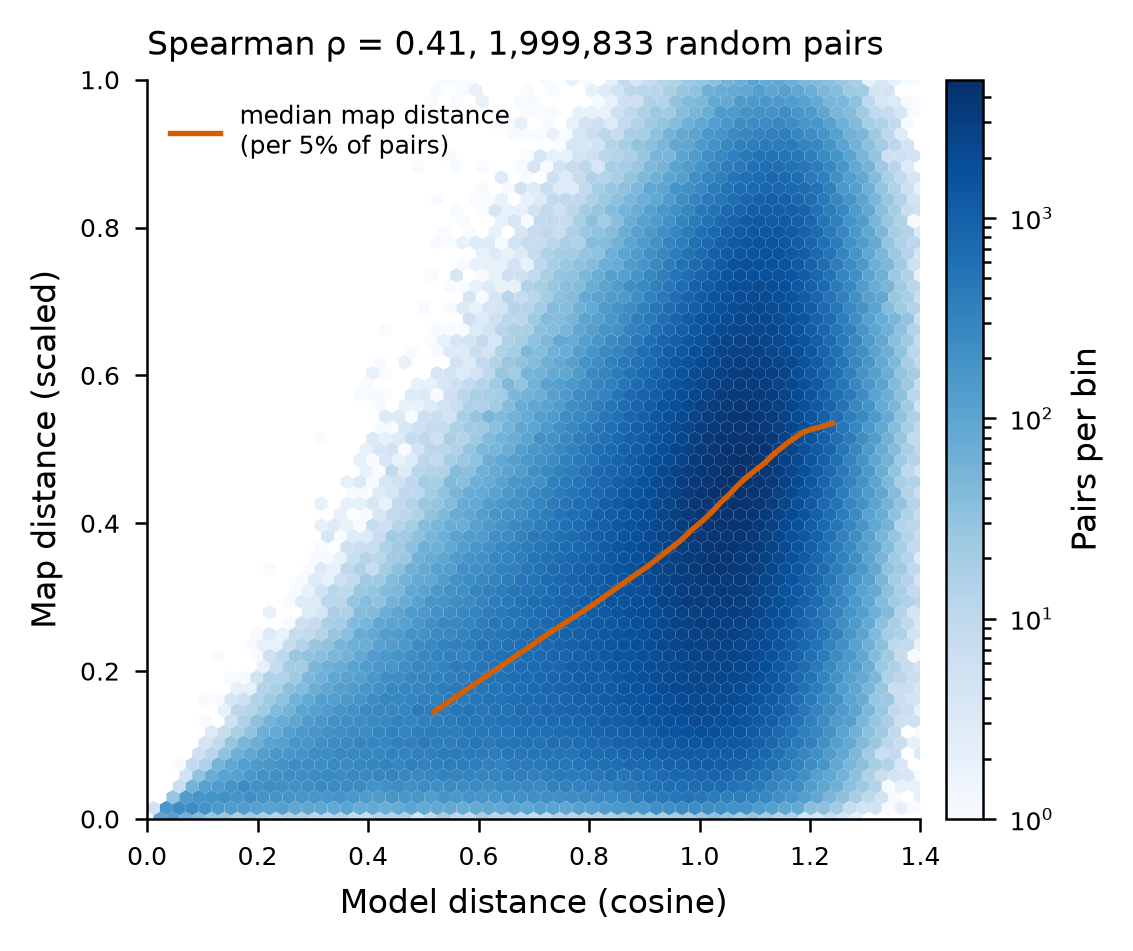 Spearman ρ = 0.41, 1,999,833 random pairs
median map distance
(per 5% of pairs)
Map distance (scaled)
1.0
0.8
0.6
0.4
0.2
0.0
0.0 0.2 0.4 0.6 0.8 1.0 1.2 1.4
Model distance (cosine)
10³
10²
10¹
10⁰
Pairs per bin